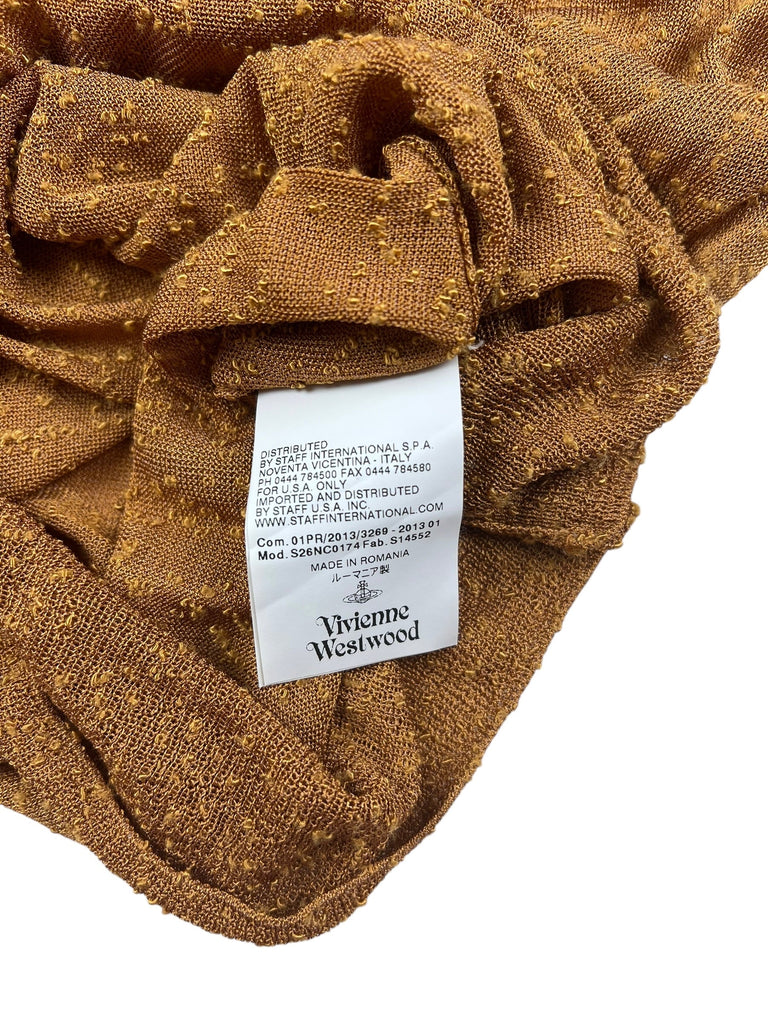 DISTRIBUTED
BY STAFF INTERNATIONAL S.P.A.
NOVENTA VICENTINA - ITALY
PH 0444 784500 FAX 0444 784580
FOR U.S.A. ONLY
IMPORTED AND DISTRIBUTED
BY STAFF U.S.A. INC.
WWW.STAFFINTERNATIONAL.COM
Com. 01PR/2013/3269 - 2013 01
Mod. S26NC0174 Fab. S14552
MADE IN ROMANIA
ルーマニア製
Vivienne
Westwood